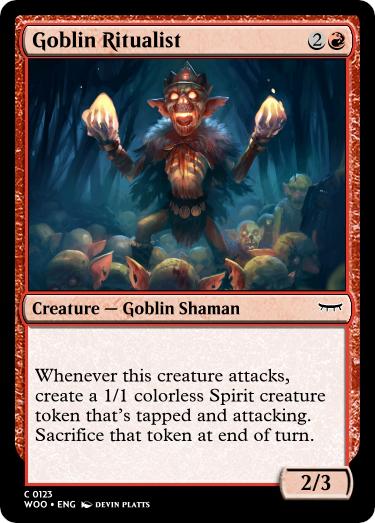 Goblin Ritualist 2
Creature — Goblin Shaman
Whenever this creature attacks,
create a 1/1 colorless Spirit creature
token that's tapped and attacking.
Sacrifice that token at end of turn.
2/3
C 0123
WOO • ENG DEVIN PLATTS